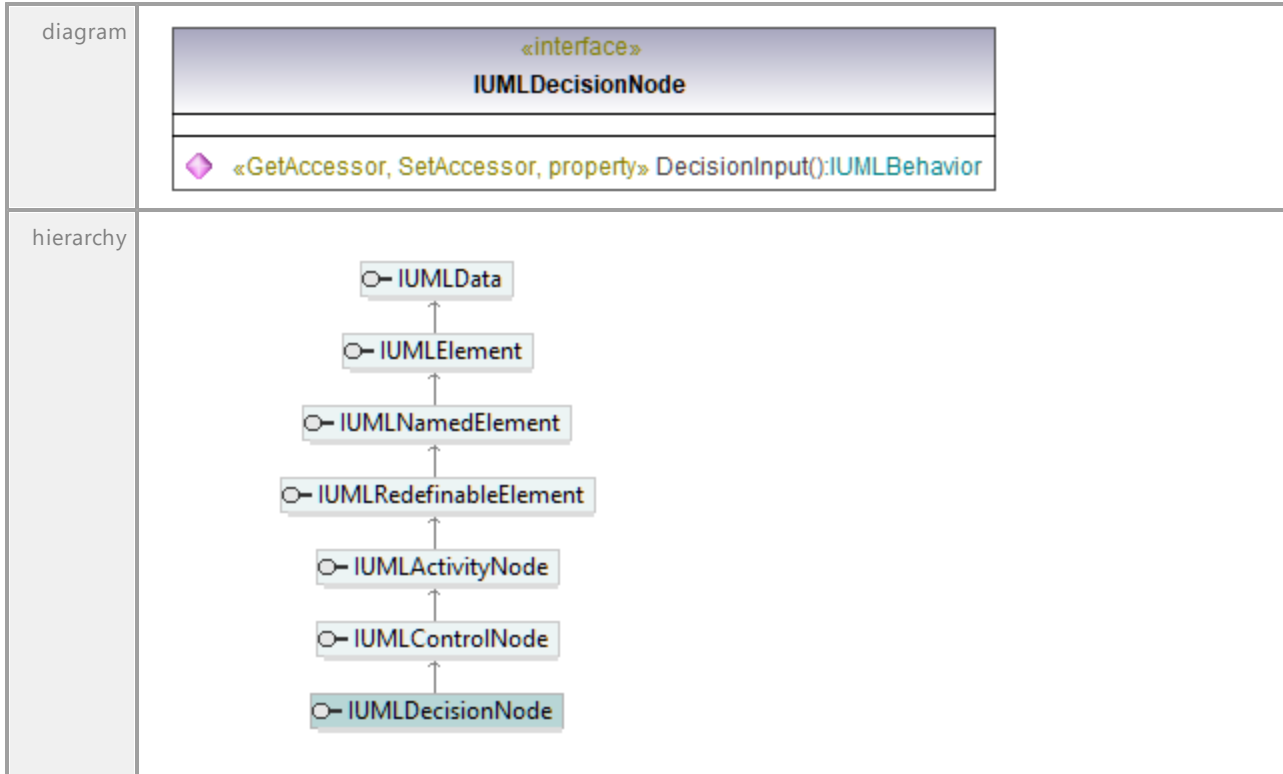 diagram
«interface»
IUMLDecisionNode
«GetAccessor, SetAccessor, property» DecisionInput():IUMLBehavior
hierarchy
IUMLData
IUMLElement
IUMLNamedElement
IUMLRedefinableElement
IUMLActivityNode
IUMLControlNode
IUMLDecisionNode